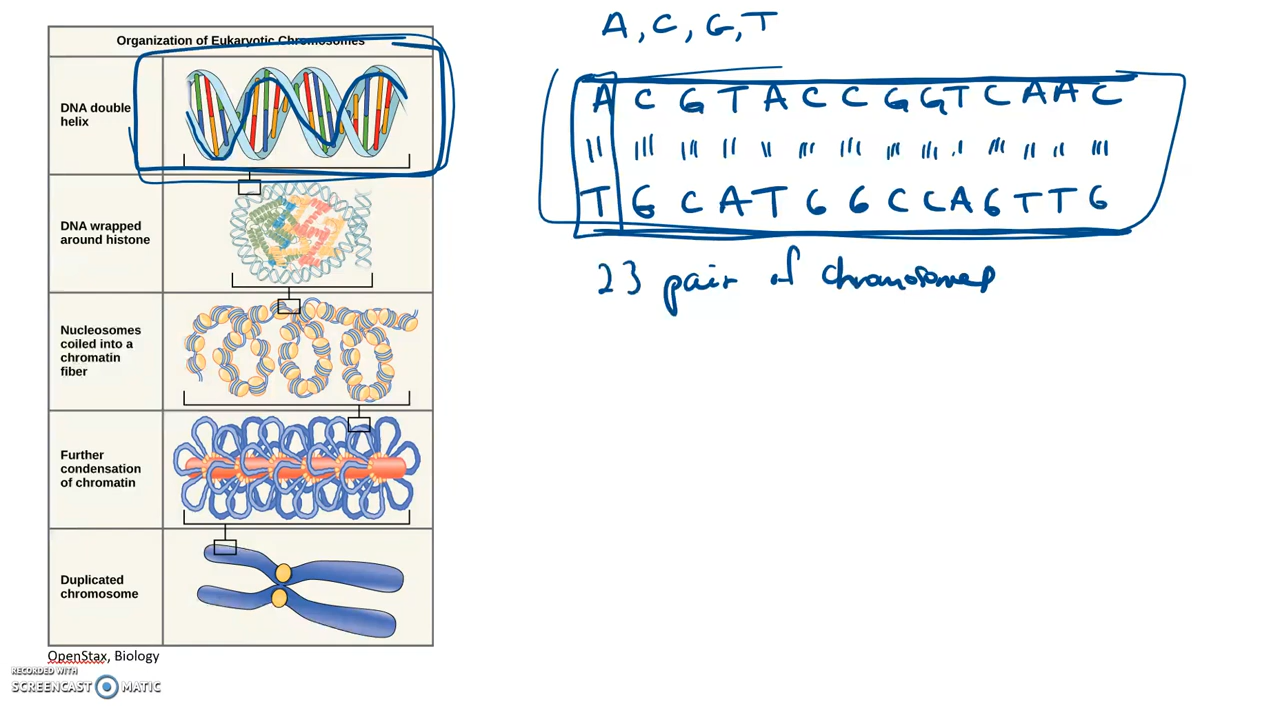 Organization of Eukaryotic Chromosomes
DNA double
helix
DNA wrapped
around histone
Nucleosomes
coiled into a
chromatin
fiber
Further
condensation
of chromatin
Duplicated
chromosome
OpenStax, Biology
RECORDED WITH
SCREENCAST MATIC
A, C, G, T
A C G T A C C G G T C A A C
T G C A T G G C C A G T T G
23 pair of chromosomes